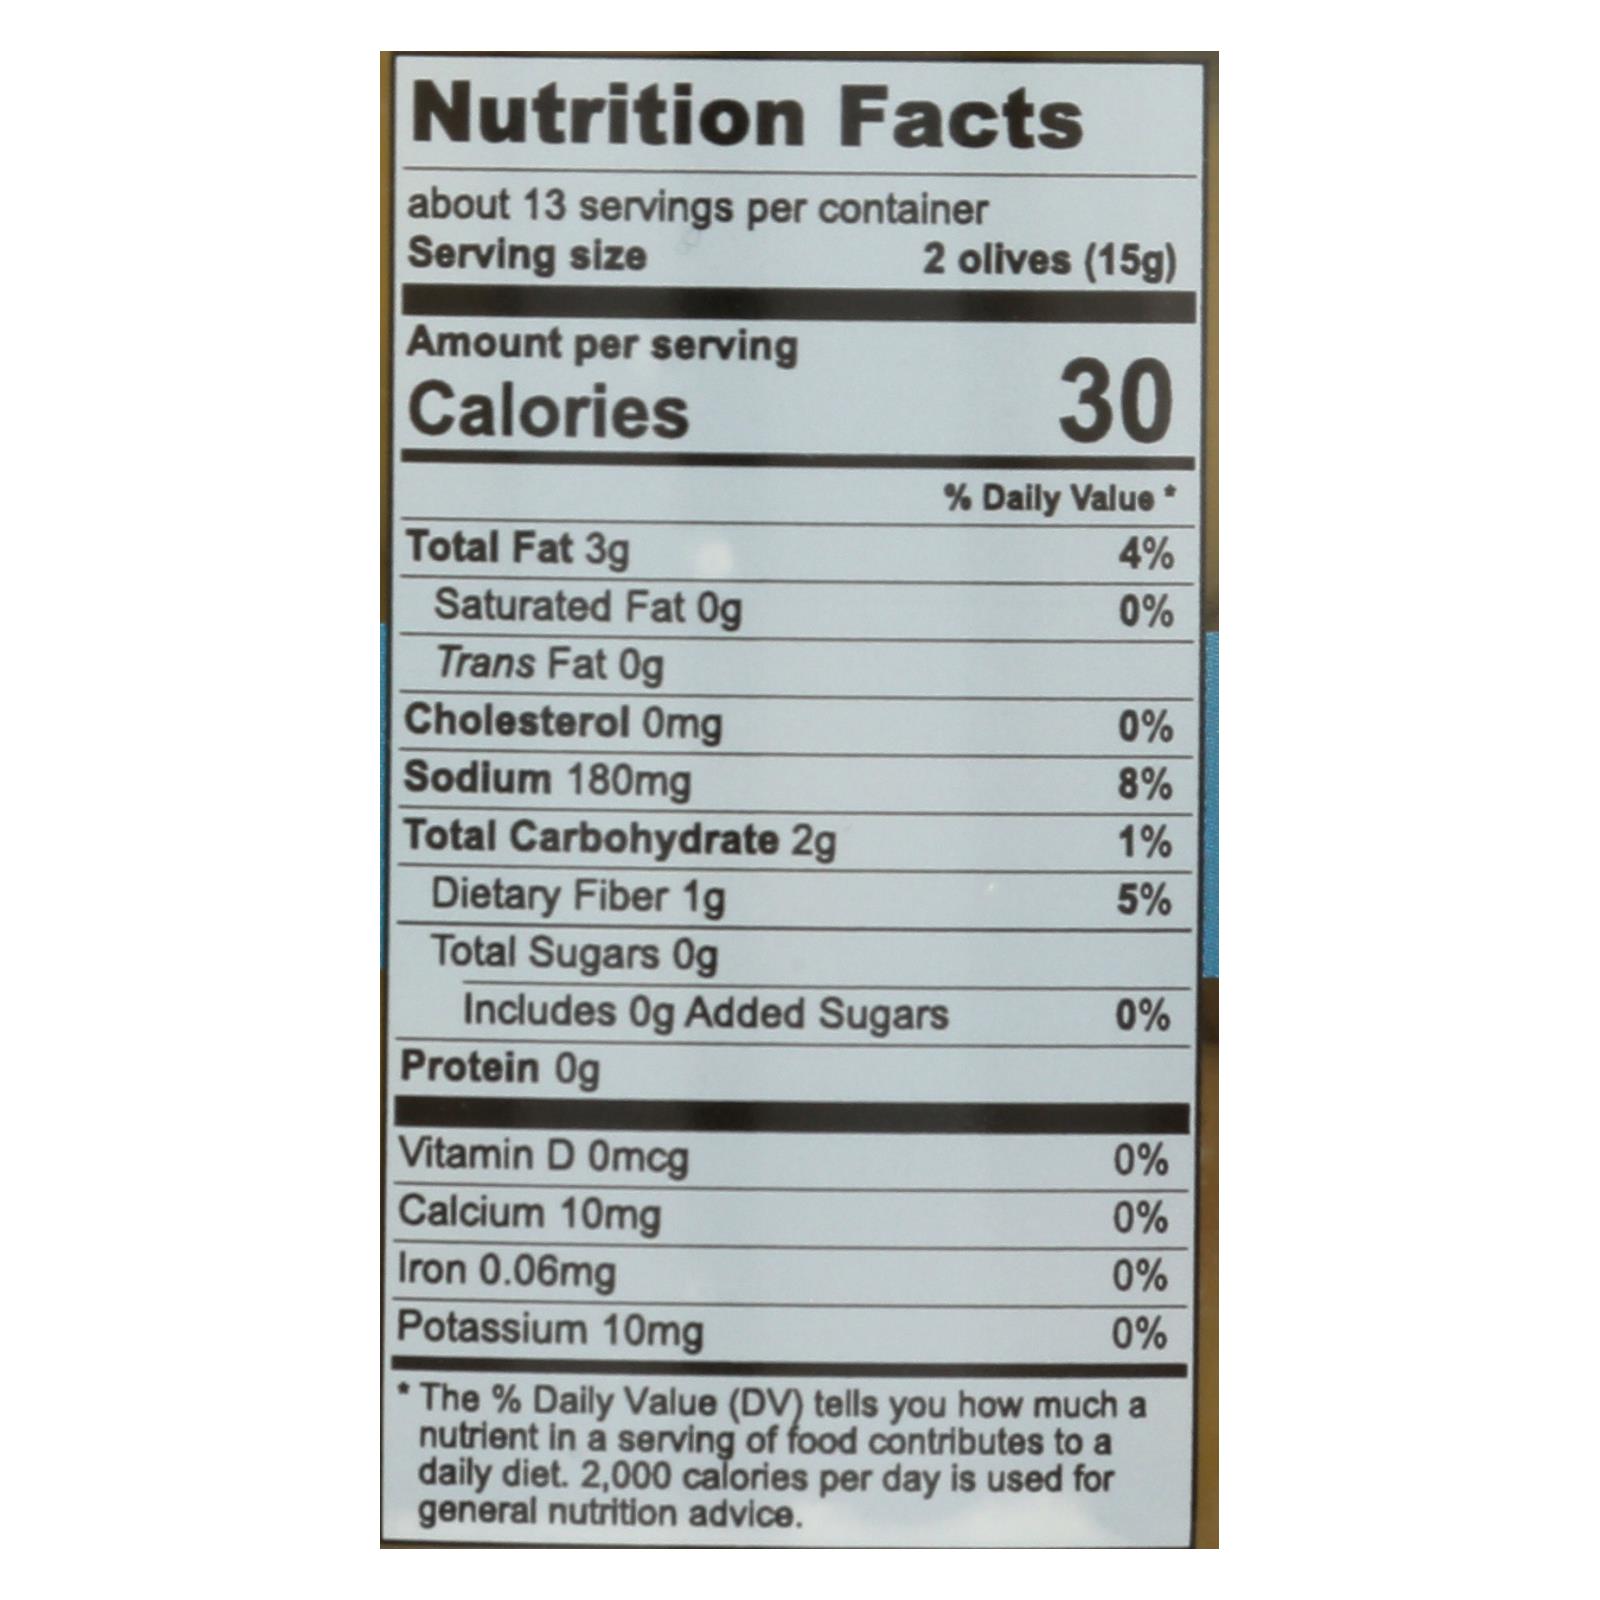 Nutrition Facts
about 13 servings per container
Serving size 2 olives (15g)
Amount per serving
Calories 30
% Daily Value *
Total Fat 3g 4%
Saturated Fat 0g 0%
Trans Fat 0g
Cholesterol 0mg 0%
Sodium 180mg 8%
Total Carbohydrate 2g 1%
Dietary Fiber 1g 5%
Total Sugars 0g
Includes 0g Added Sugars 0%
Protein 0g
Vitamin D 0mcg 0%
Calcium 10mg 0%
Iron 0.06mg 0%
Potassium 10mg 0%
* The % Daily Value (DV) tells you how much a
nutrient in a serving of food contributes to a
daily diet. 2,000 calories per day is used for
general nutrition advice.